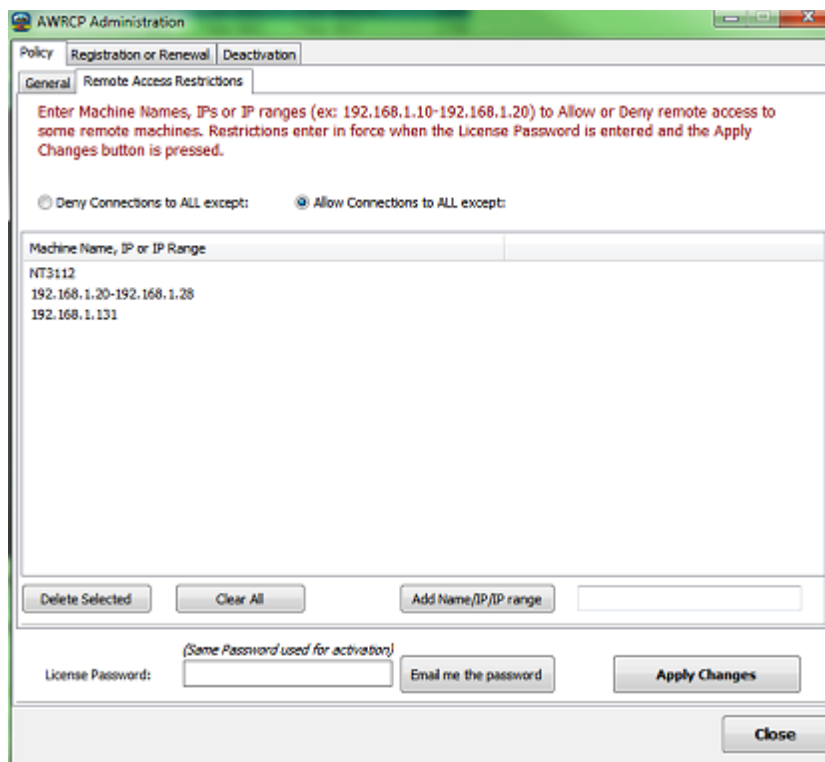 AWRCP Administration
Policy Registration or Renewal Deactivation
General Remote Access Restrictions
Enter Machine Names, IPs or IP ranges (ex: 192.168.1.10-192.168.1.20) to Allow or Deny remote access to
some remote machines. Restrictions enter in force when the License Password is entered and the Apply
Changes button is pressed.
Deny Connections to ALL except: Allow Connections to ALL except:
Machine Name, IP or IP Range
NT3112
192.168.1.20-192.168.1.28
192.168.1.131
Delete Selected Clear All Add Name/IP/IP range
(Same Password used for activation)
License Password: Email me the password Apply Changes
Close